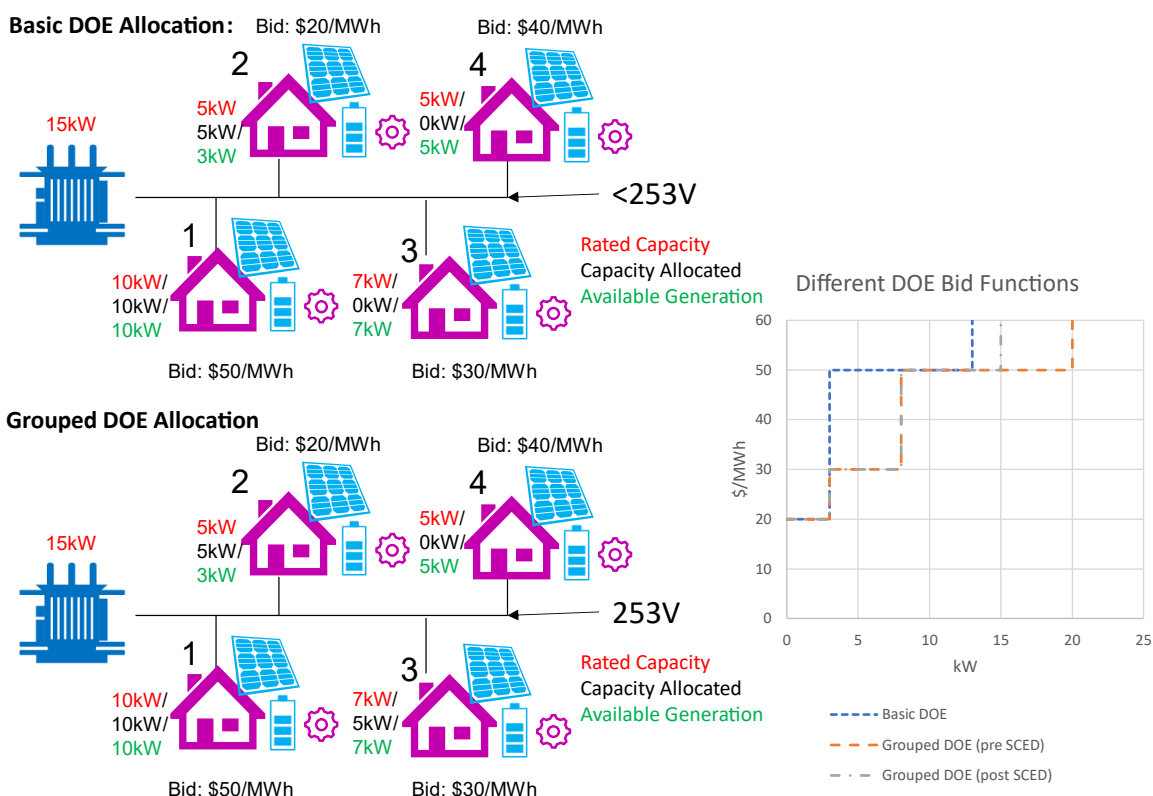 Basic DOE Allocation:
Bid: $20/MWh
Bid: $40/MWh
2
4
15kW
5kW
5kW/
3kW
5kW/
0kW/
5kW
<253V
1
3
10kW/
10kW/
10kW
7kW/
0kW/
7kW
Rated Capacity
Capacity Allocated
Available Generation
Bid: $50/MWh
Bid: $30/MWh
Grouped DOE Allocation
Bid: $20/MWh
Bid: $40/MWh
2
4
15kW
5kW
5kW/
3kW
5kW/
0kW/
5kW
253V
1
3
10kW/
10kW/
10kW
7kW/
5kW/
7kW
Rated Capacity
Capacity Allocated
Available Generation
Bid: $50/MWh
Bid: $30/MWh
Different DOE Bid Functions
60
50
40
30
20
10
0
$/MWh
0 5 10 15 20 25
kW
Basic DOE
Grouped DOE (pre SCED)
Grouped DOE (post SCED)